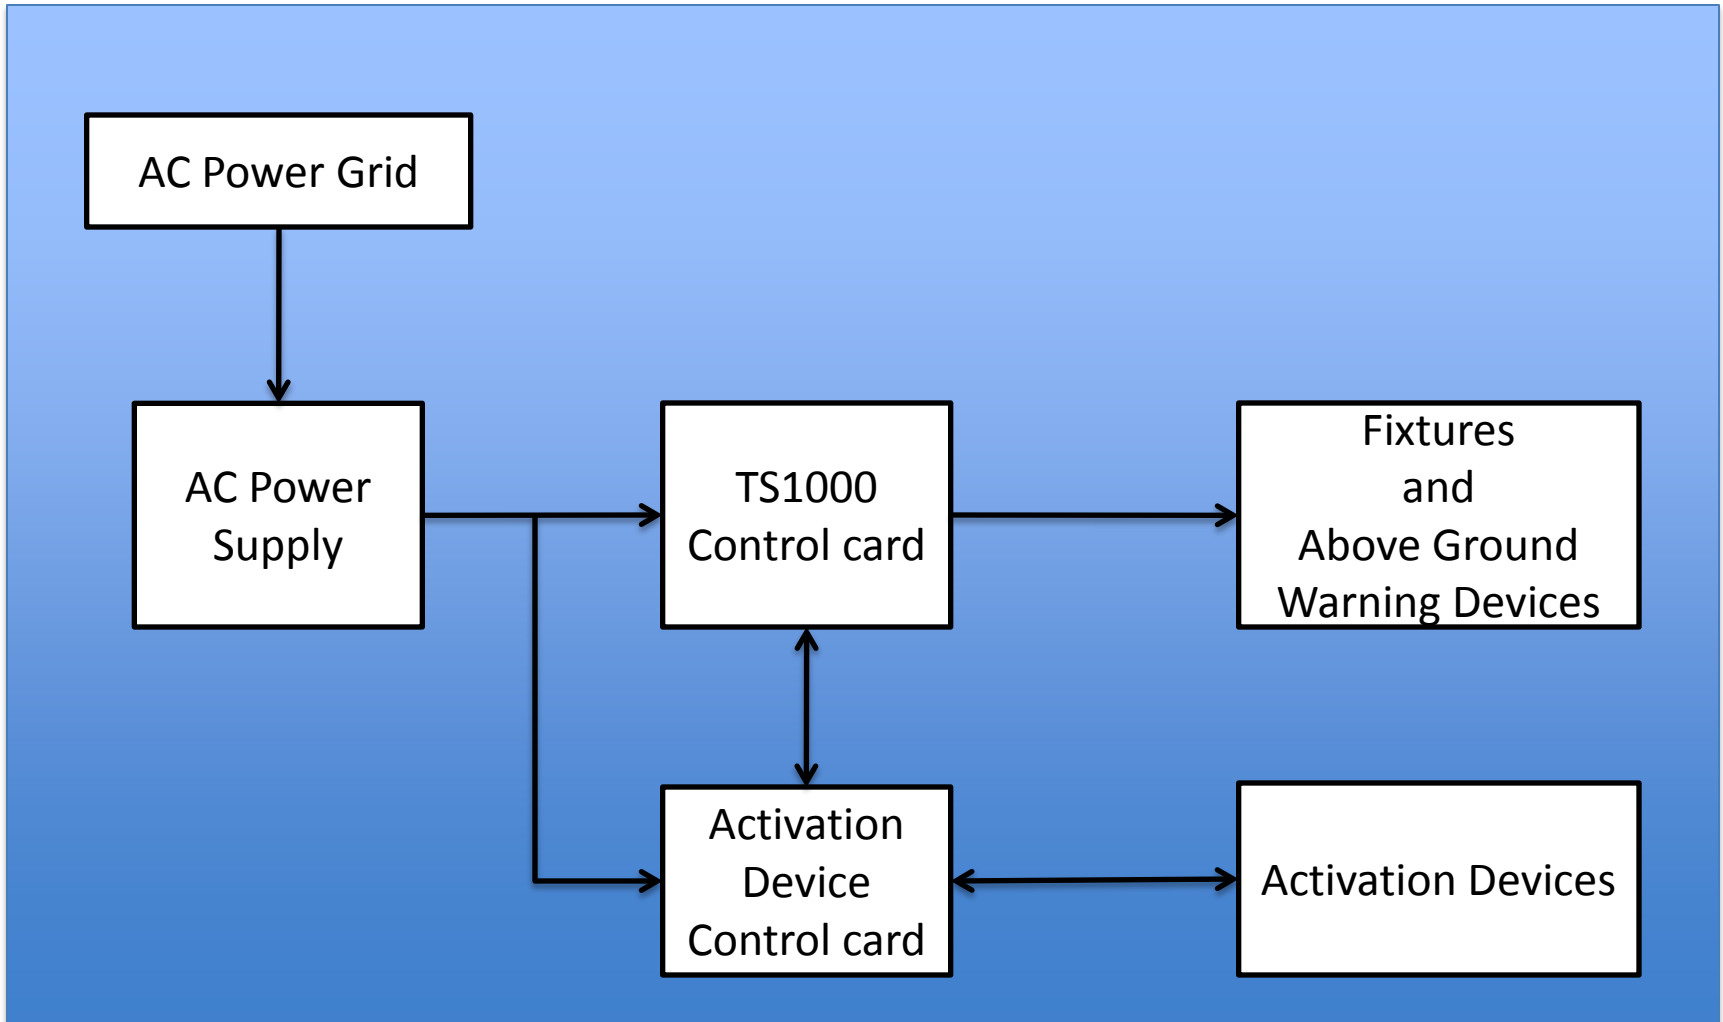 AC Power Grid
AC Power
Supply
TS1000
Control card
Fixtures
and
Above Ground
Warning Devices
Activation
Device
Control card
Activation Devices